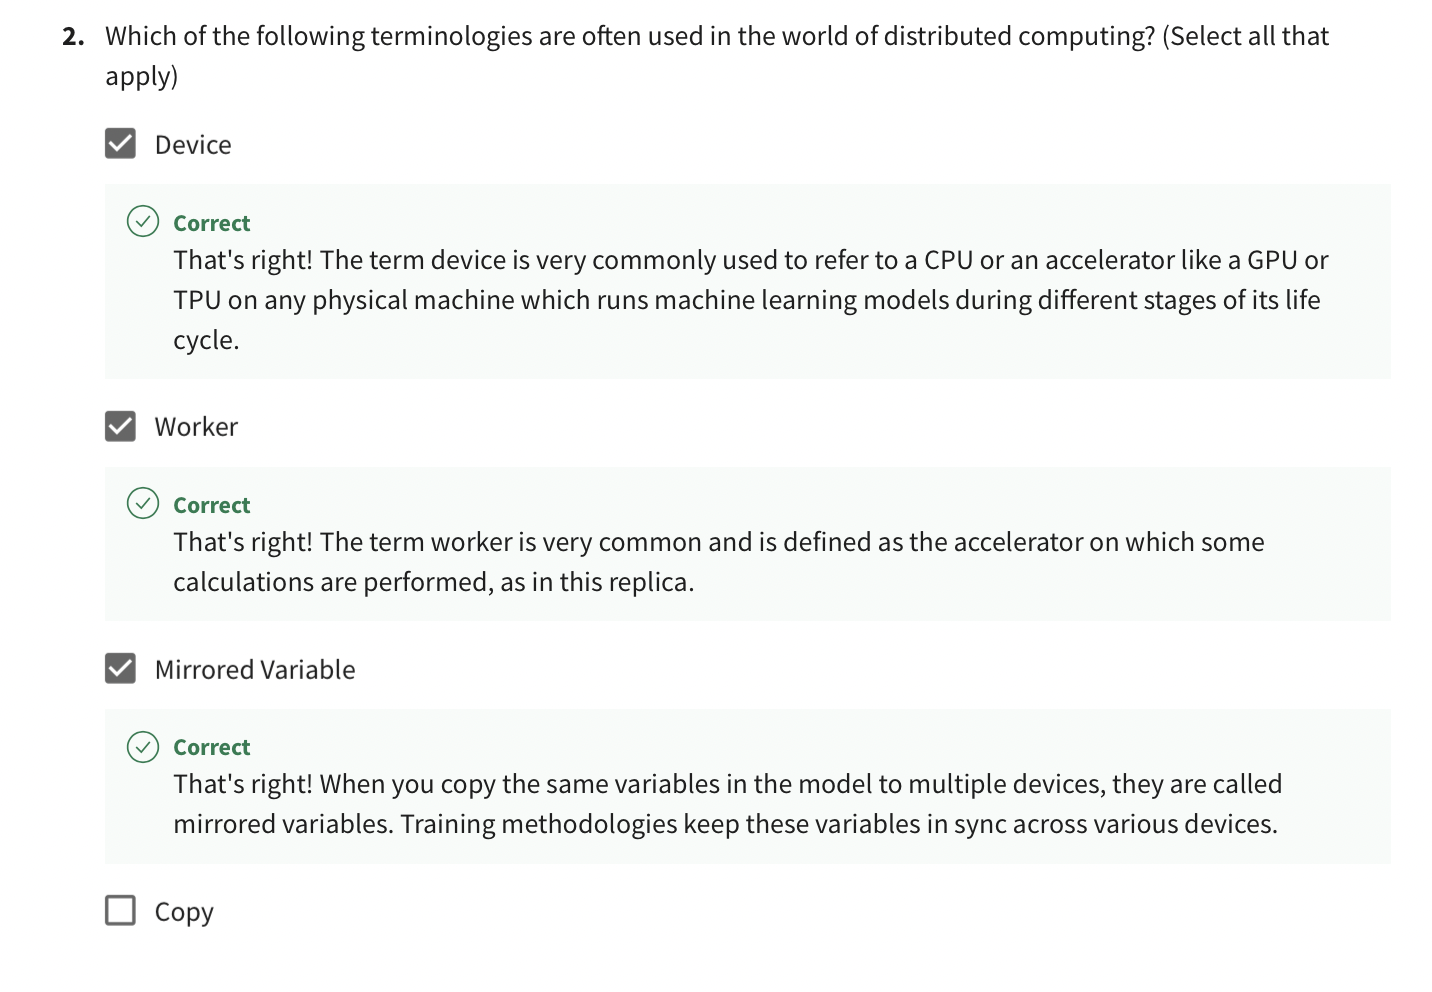 2. Which of the following terminologies are often used in the world of distributed computing? (Select all that
apply)
Device
Correct
That's right! The term device is very commonly used to refer to a CPU or an accelerator like a GPU or
TPU on any physical machine which runs machine learning models during different stages of its life
cycle.
Worker
Correct
That's right! The term worker is very common and is defined as the accelerator on which some
calculations are performed, as in this replica.
Mirrored Variable
Correct
That's right! When you copy the same variables in the model to multiple devices, they are called
mirrored variables. Training methodologies keep these variables in sync across various devices.
Copy